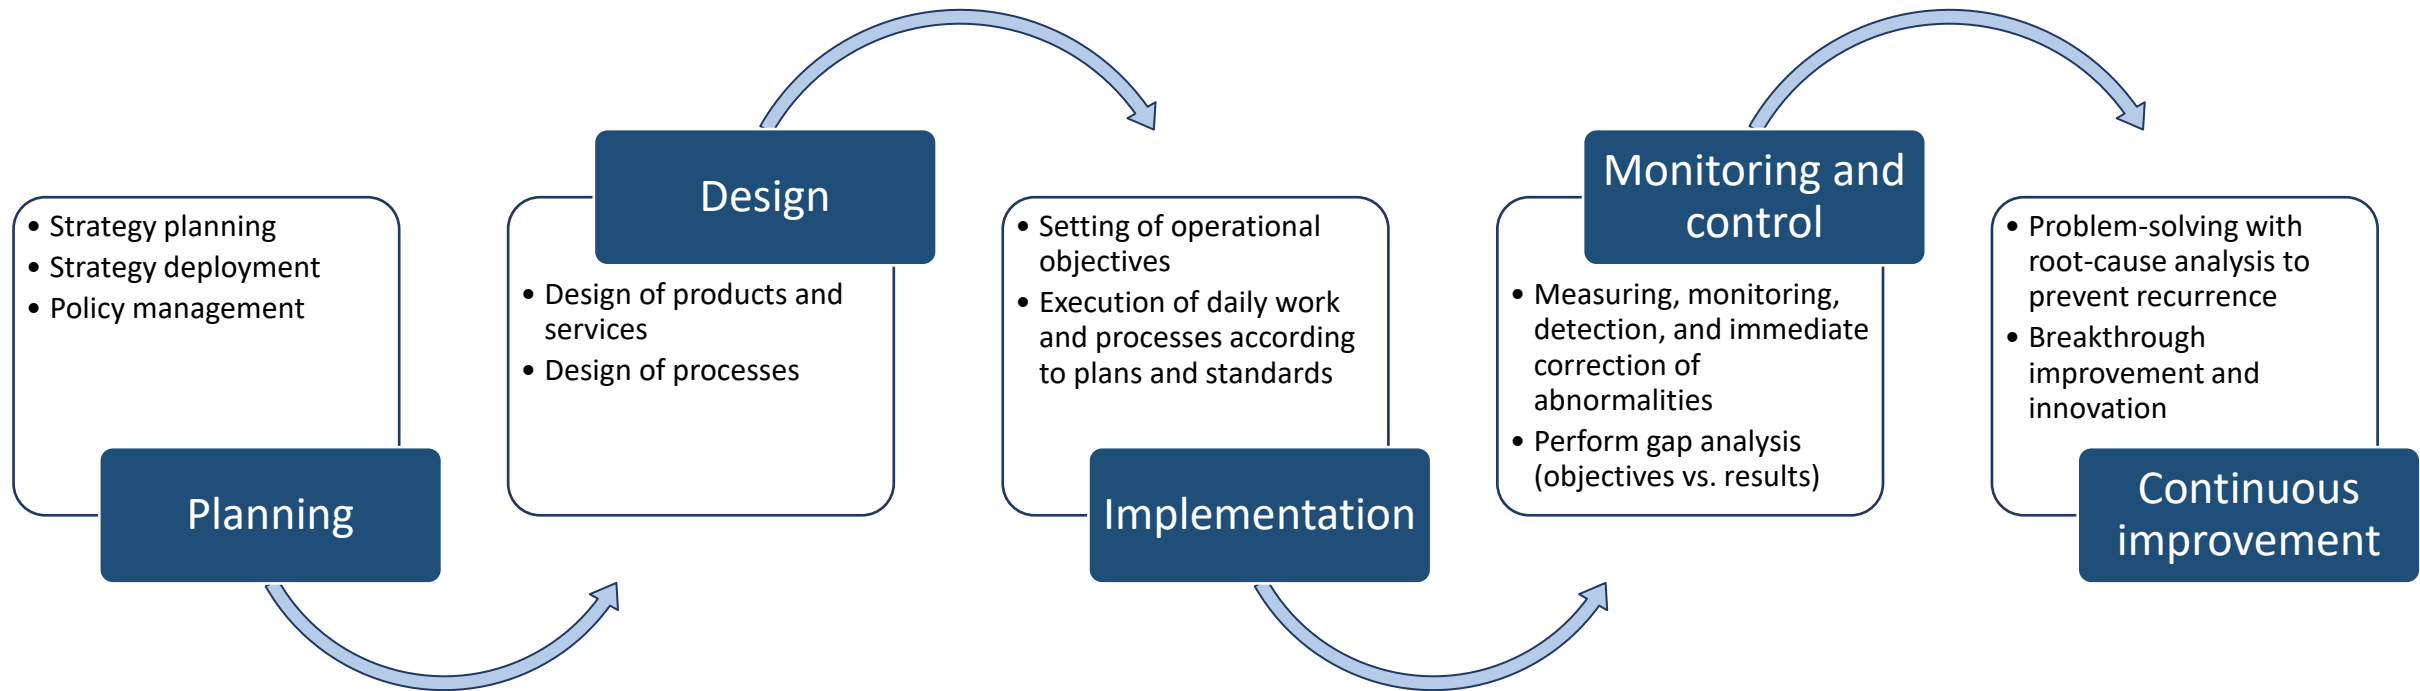 • Strategy planning
• Strategy deployment
• Policy management
Planning
Design
• Design of products and
services
• Design of processes
• Setting of operational
objectives
• Execution of daily work
and processes according
to plans and standards
Implementation
Monitoring and
control
• Measuring, monitoring,
detection, and immediate
correction of
abnormalities
• Perform gap analysis
(objectives vs. results)
• Problem-solving with
root-cause analysis to
prevent recurrence
• Breakthrough
improvement and
innovation
Continuous
improvement